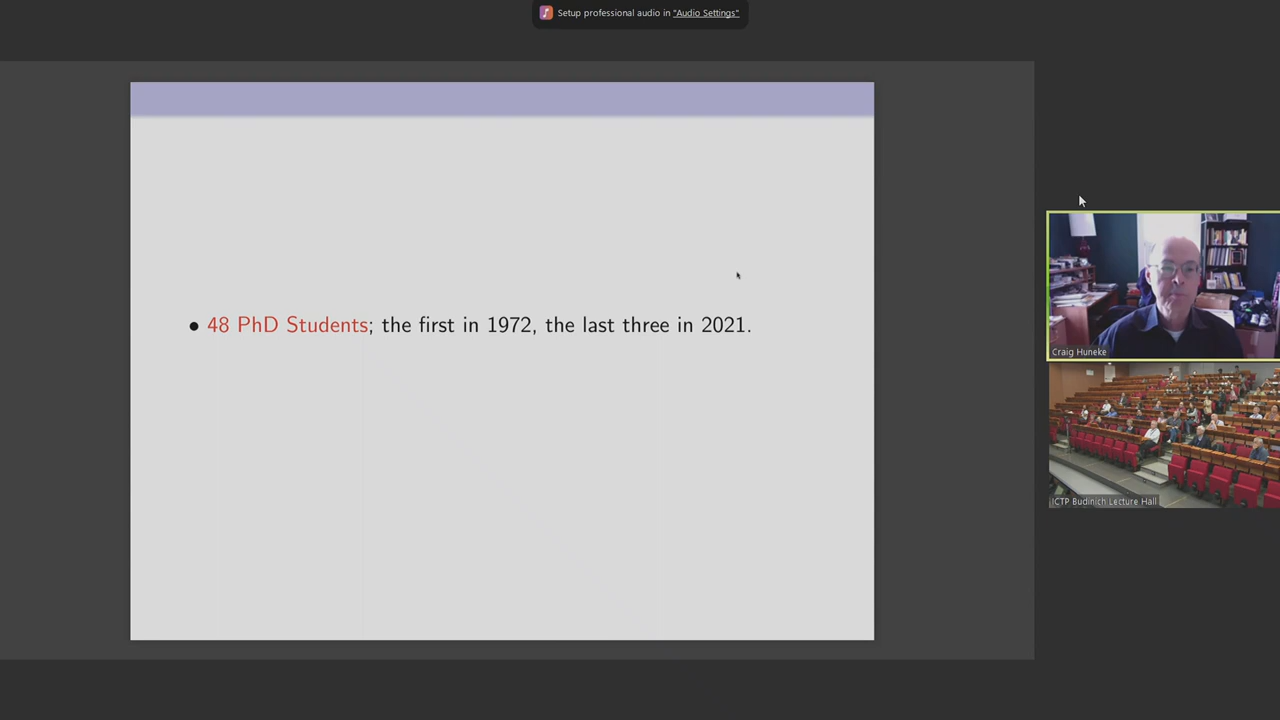 Setup professional audio in "Audio Settings"
• 48 PhD Students; the first in 1972, the last three in 2021.
Craig Huneke
ICTP Budinich Lecture Hall